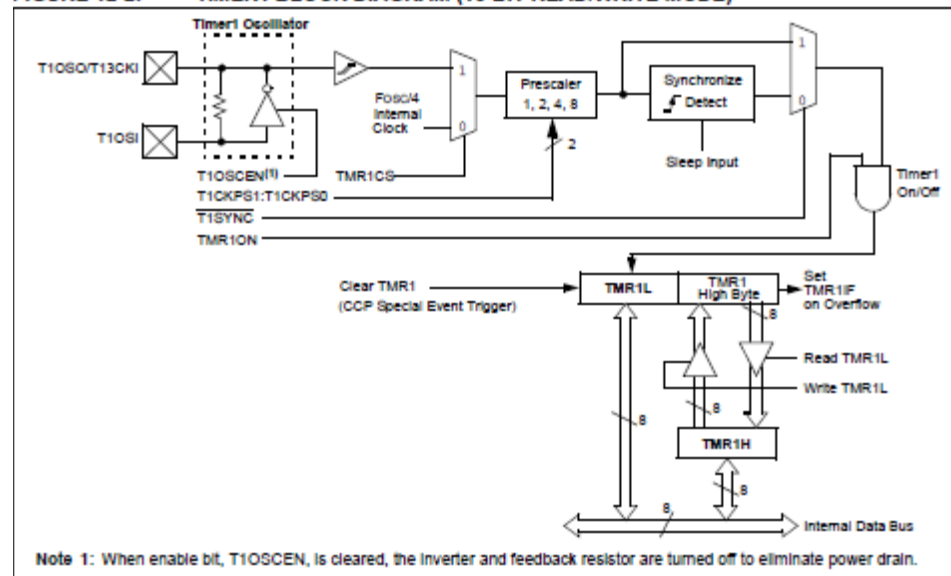 Timer1 Oscillator
T1OSO/T13CKI
T1OSI
1
0
Fosc/4
Internal
Clock
Prescaler
1, 2, 4, 8
Synchronize
Detect
1
0
2
Sleep Input
T1OSCEN(1)
TMR1CS
T1CKPS1:T1CKPS0
T1SYNC
TMR1ON
Timer1
On/Off
Clear TMR1
(CCP Special Event Trigger)
TMR1L
TMR1
High Byte
Set
TMR1IF
on Overflow
8
Read TMR1L
Write TMR1L
8
8
TMR1H
8
8
Internal Data Bus
Note 1: When enable bit, T1OSCEN, is cleared, the inverter and feedback resistor are turned off to eliminate power drain.